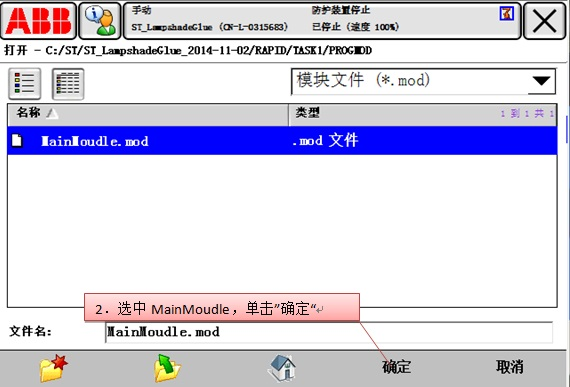 ABB
手动
防护装置停止
ST_LampshadeGlue (CN-L-0315683)
已停止 (速度 100%)
打开 - C:/ST/ST_LampshadeGlue_2014-11-02/RAPID/TASK1/PROGMOD
模块文件 (*.mod)
名称
类型
1 到 1 共 1
MainMoudle.mod
.mod 文件
2．选中 MainMoudle，单击”确定“
文件名:
MainMoudle.mod
确定
取消